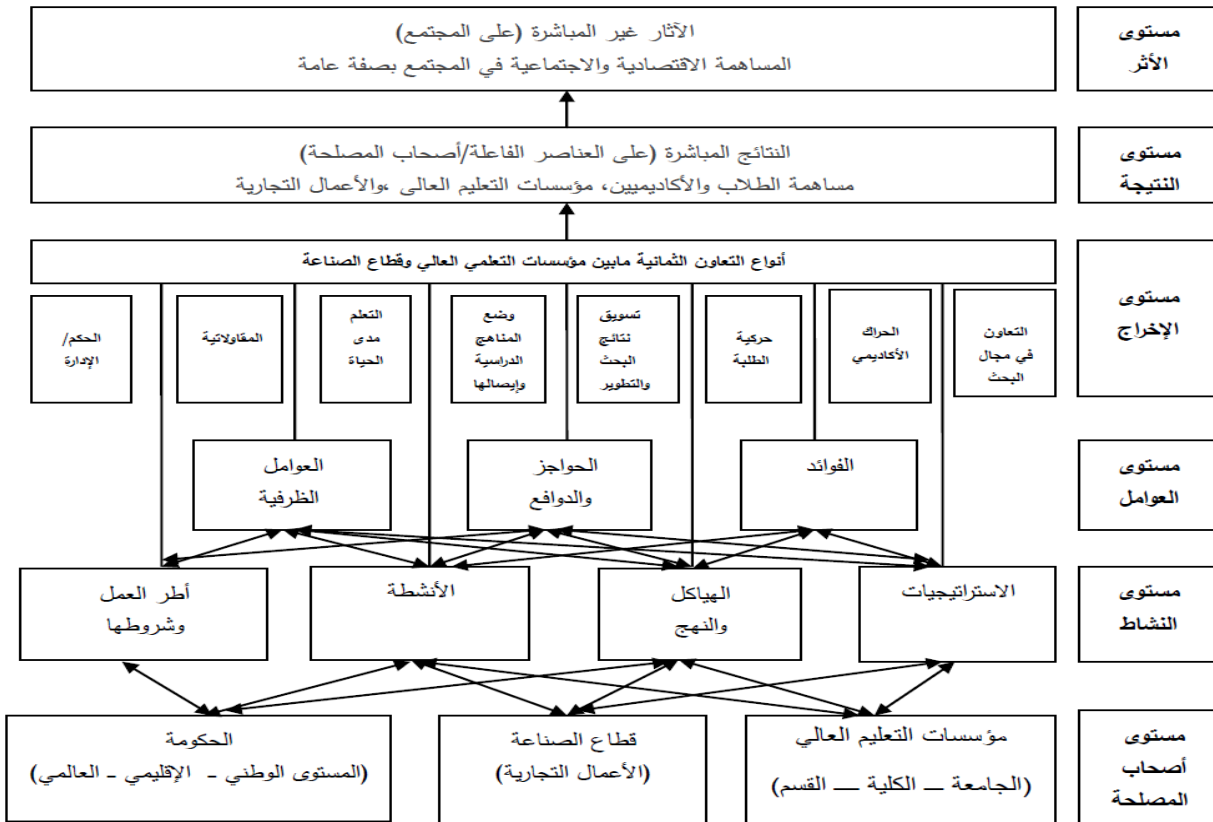 مستوى
الأثر
الآثار غير المباشرة (على المجتمع)
المساهمة الاقتصادية والاجتماعية في المجتمع بصفة عامة
مستوى
النتيجة
النتائج المباشرة (على العناصر الفاعلة/أصحاب المصلحة)
مساهمة الطلاب والأكاديميين، مؤسسات التعليم العالى ،والأعمال التجارية
مستوى
الإخراج
أنواع التعاون الثمانية مابين مؤسسات التعلمي العالي وقطاع الصناعة
التعاون
في مجال
البحث
الحراك
الأكاديمي
حركية
الطلبة
تسويق
نتائج
البحث
والتطوير
وضع
المناهج
الدراسية
وإيصالها
التعلم
مدى
الحياة
المقاولاتية
الحكم/
الإدارة
مستوى
العوامل
الفوائد
الحواجز
والدوافع
العوامل
الظرفية
مستوى
النشاط
الاستراتيجيات
الهياكل
والنهج
الأنشطة
أطر العمل
وشروطها
مستوى
أصحاب
المصلحة
مؤسسات التعليم العالي
(الجامعة ــ الكلية ــ القسم)
قطاع الصناعة
(الأعمال التجارية)
الحكومة
(المستوى الوطني ـ الإقليمي ـ العالمي)